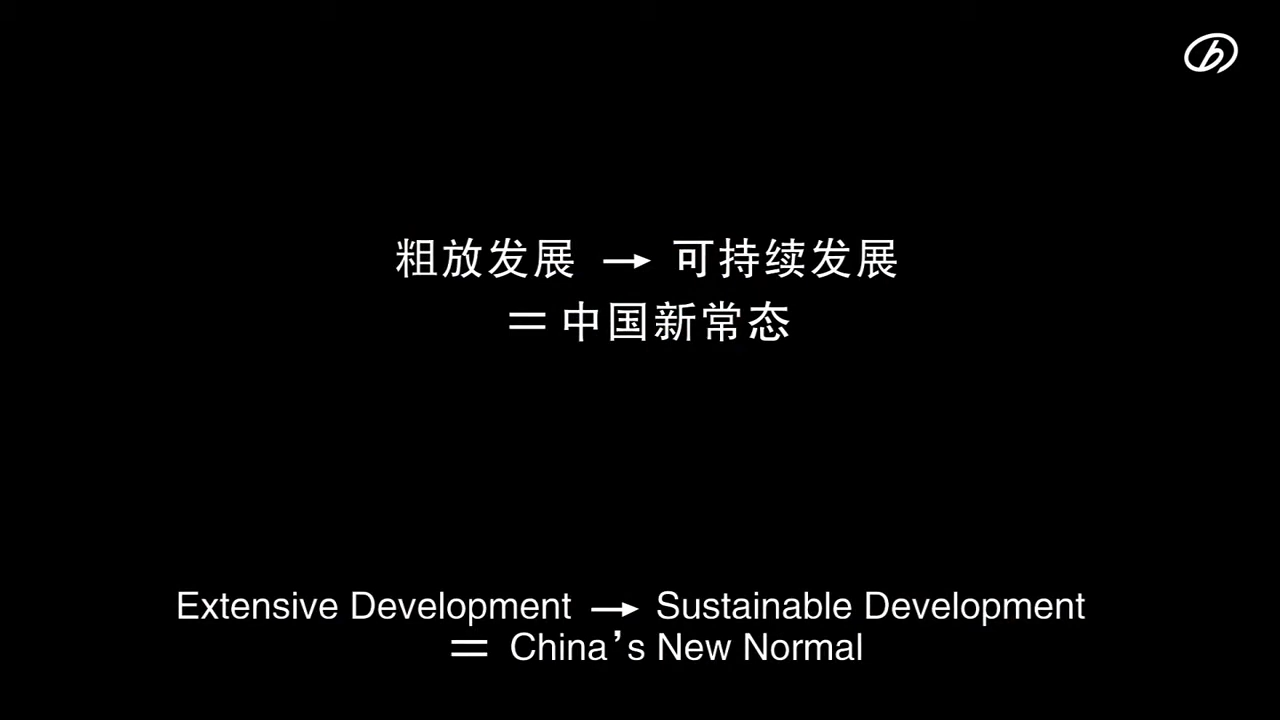 粗放发展 → 可持续发展
= 中国新常态
Extensive Development → Sustainable Development
= China's New Normal